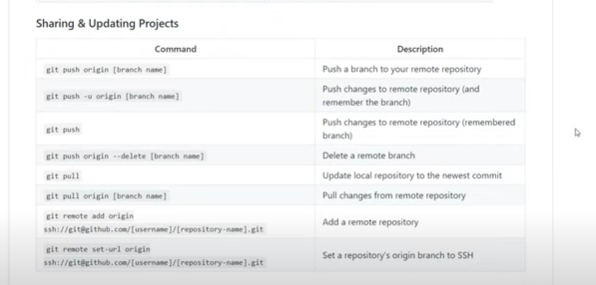 Sharing & Updating Projects
Command Description
git push origin [branch name] Push a branch to your remote repository
git push -u origin [branch name] Push changes to remote repository (and
remember the branch)
git push Push changes to remote repository (remembered
branch)
git push origin --delete [branch name] Delete a remote branch
git pull Update local repository to the newest commit
git pull origin [branch name] Pull changes from remote repository
git remote add origin
ssh://git@github.com/[username]/[repository-name].git Add a remote repository
git remote set-url origin
ssh://git@github.com/[username]/[repository-name].git Set a repository's origin branch to SSH